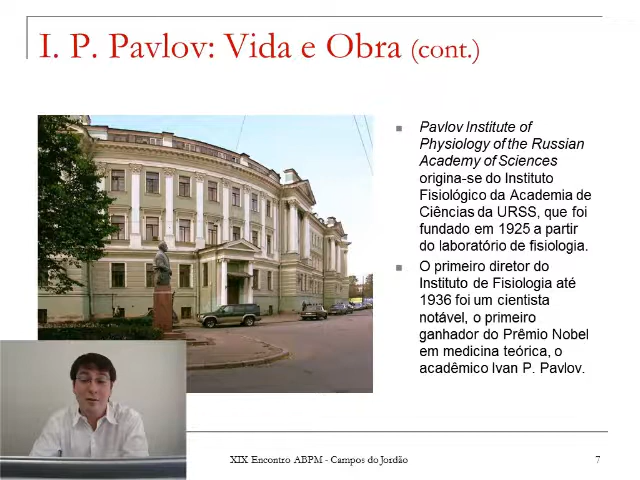 I. P. Pavlov: Vida e Obra (cont.)
Pavlov Institute of
Physiology of the Russian
Academy of Sciences
origina-se do Instituto
Fisiológico da Academia de
Ciências da URSS, que foi
fundado em 1925 a partir
do laboratório de fisiologia.
O primeiro diretor do
Instituto de Fisiologia até
1936 foi um cientista
notável, o primeiro
ganhador do Prêmio Nobel
em medicina teórica, o
acadêmico Ivan P. Pavlov.
XIX Encontro ABPM - Campos do Jordão
7